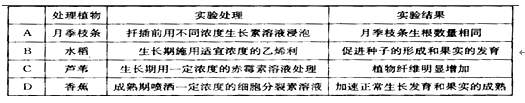 处理植物 实验处理 实验结果
A 月季枝条 扦插前用不同浓度生长素溶液浸泡 月季枝条生根数量相同
B 水稻 生长期施用适宜浓度的乙烯利 促进种子的形成和果实的发育
C 芦苇 生长期用一定浓度的赤霉素溶液处理 植物纤维明显增加
D 香蕉 成熟期喷洒一定浓度的细胞分裂素溶液 加速正常生长发育和果实的成熟